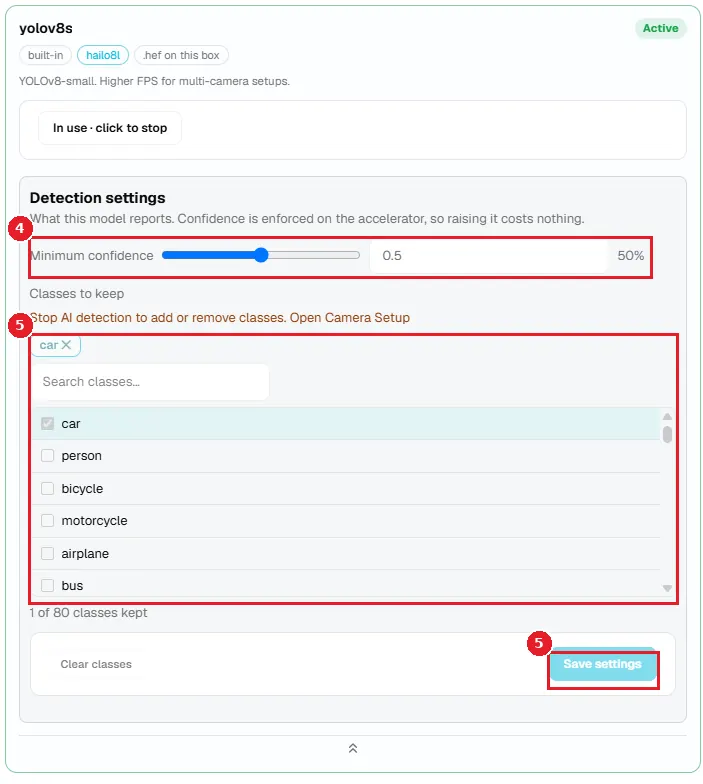 yolov8s
Active
built-in hailo8l .hef on this box
YOLOv8-small. Higher FPS for multi-camera setups.
In use · click to stop
Detection settings
What this model reports. Confidence is enforced on the accelerator, so raising it costs nothing.
4
Minimum confidence 0.5 50%
Classes to keep
5
Stop AI detection to add or remove classes. Open Camera Setup
car ×
Search classes...
car
person
bicycle
motorcycle
airplane
bus
1 of 80 classes kept
5
Clear classes Save settings